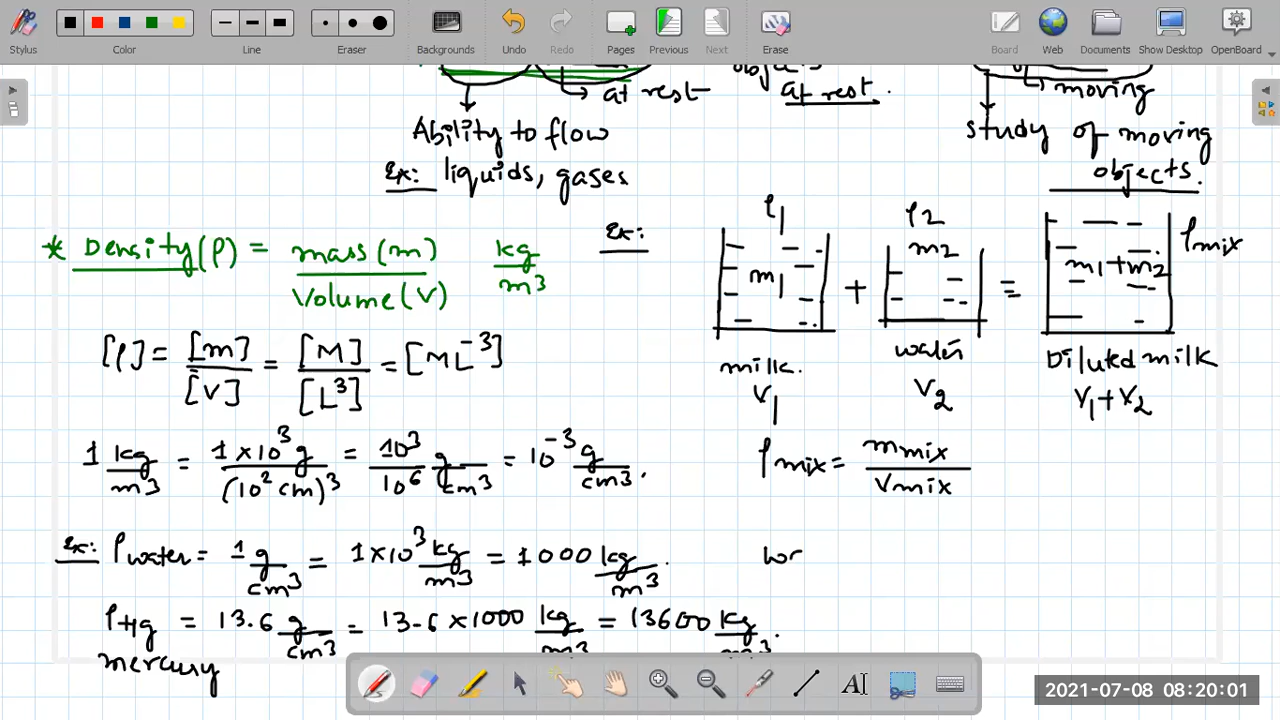 Stylus Color Line Eraser Backgrounds Undo Redo Pages Previous Next Erase Board Web Documents Show Desktop OpenBoard
at rest
at rest.
moving
Ability to flow
Ex: liquids, gases
study of moving
objects.
* Density(ρ) = mass(m) / Volume(V) kg/m3
[ρ] = [m]/[V] = [M]/[L3] = [ML-3]
1 kg/m3 = 1×103 g/(102 cm)3 = 103/106 g/cm3 = 10-3 g/cm3.
Ex: ρwater = 1 g/cm3 = 1×103 kg/m3 = 1000 kg/m3.
ρHg = 13.6 g/cm3 = 13.6×1000 kg/m3 = 13600 kg/m3.
mercury
Ex:
ρ1 ρ2 ρmix
m1 + m2 = m1+m2
milk. water Diluted milk
V1 V2 V1+V2
ρmix = mmix/Vmix
wr
2021-07-08 08:20:01